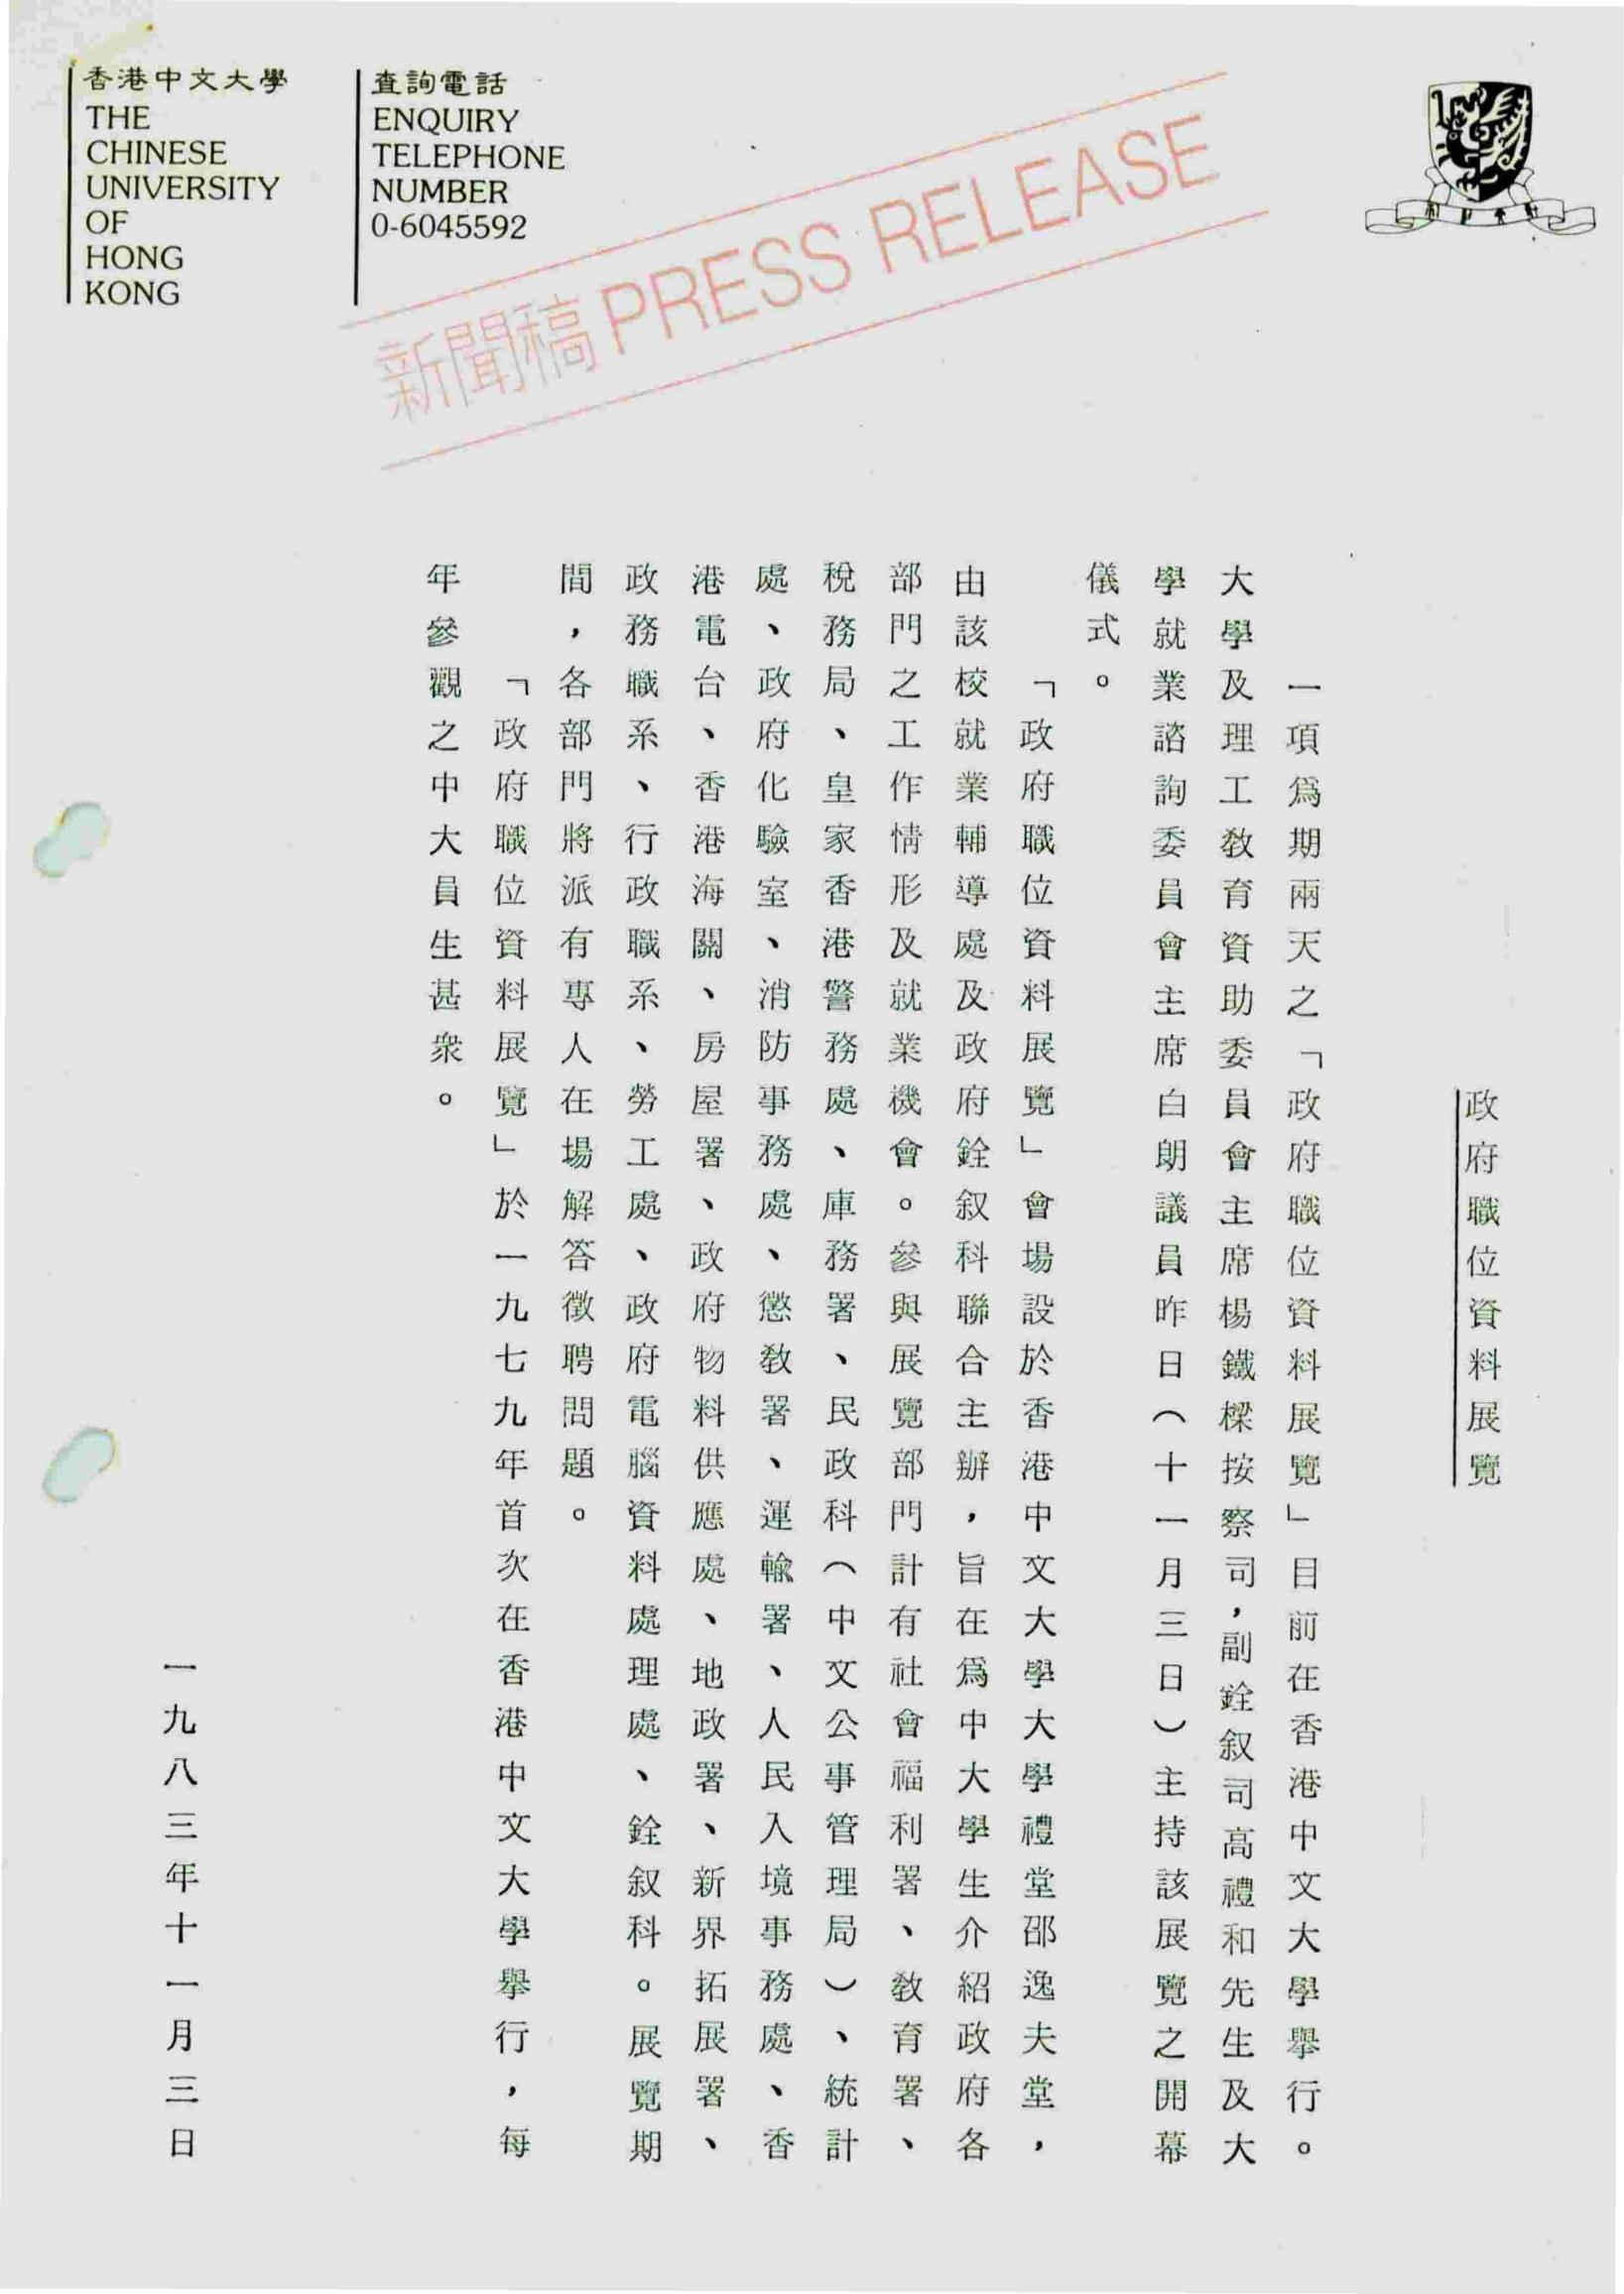 香港中文大學
THE
CHINESE
UNIVERSITY
OF
HONG
KONG
查詢電話
ENQUIRY
TELEPHONE
NUMBER
0-6045592
新聞稿 PRESS RELEASE
政府職位資料展覽
一項爲期兩天之「政府職位資料展覽」目前在香港中文大學舉行。
大學及理工教育資助委員會主席楊鐵樑按察司，副銓叙司高禮和先生及大
學就業諮詢委員會主席白朗議員昨日（十一月三日）主持該展覽之開幕
儀式。
「政府職位資料展覽」會場設於香港中文大學大學禮堂邵逸夫堂，
由該校就業輔導處及政府銓叙科聯合主辦，旨在爲中大學生介紹政府各
部門之工作情形及就業機會。參與展覽部門計有社會福利署、教育署、
稅務局、皇家香港警務處、庫務署、民政科（中文公事管理局）、統計
處、政府化驗室、消防事務處、懲教署、運輸署、人民入境事務處、香
港電台、香港海關、房屋署、政府物料供應處、地政署、新界拓展署、
政務職系、行政職系、勞工處、政府電腦資料處理處、銓叙科。展覽期
間，各部門將派有專人在場解答徵聘問題。
「政府職位資料展覽」於一九七九年首次在香港中文大學舉行，每
年參觀之中大員生甚衆。
一九八三年十一月三日